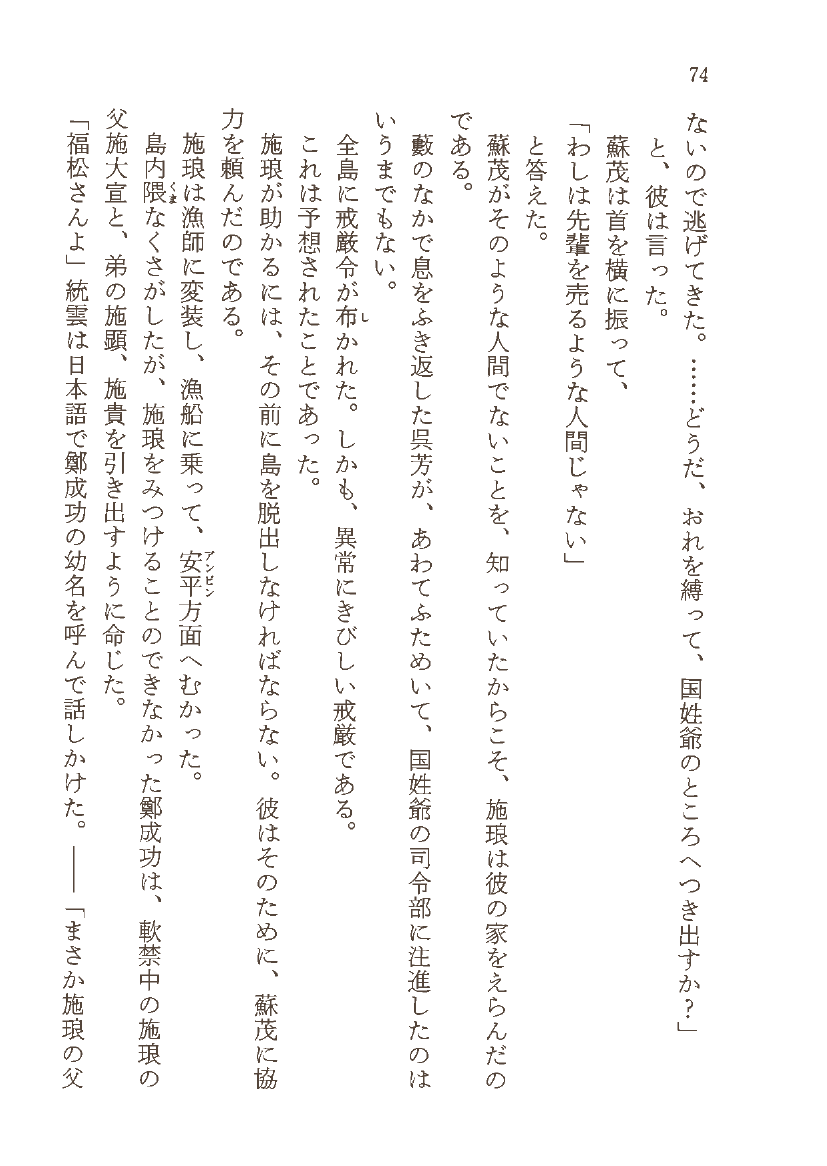 74
ないので逃げてきた。……どうだ、おれを縛って、国姓爺のところへつき出すか？」
と、彼は言った。
蘇茂は首を横に振って、
「わしは先輩を売るような人間じゃない」
と答えた。
蘇茂がそのような人間でないことを、知っていたからこそ、施琅は彼の家をえらんだの
である。
藪のなかで息をふき返した呉芳が、あわてふためいて、国姓爺の司令部に注進したのは
いうまでもない。
全島に戒厳令が布かれた。しかも、異常にきびしい戒厳である。
し
これは予想されたことであった。
施琅が助かるには、その前に島を脱出しなければならない。彼はそのために、蘇茂に協
力を頼んだのである。
施琅は漁師に変装し、漁船に乗って、安平方面へむかった。
アンピン
島内隈なくさがしたが、施琅をみつけることのできなかった鄭成功は、軟禁中の施琅の
くま
父施大宣と、弟の施顕、施貴を引き出すように命じた。
「福松さんよ」統雲は日本語で鄭成功の幼名を呼んで話しかけた。――「まさか施琅の父